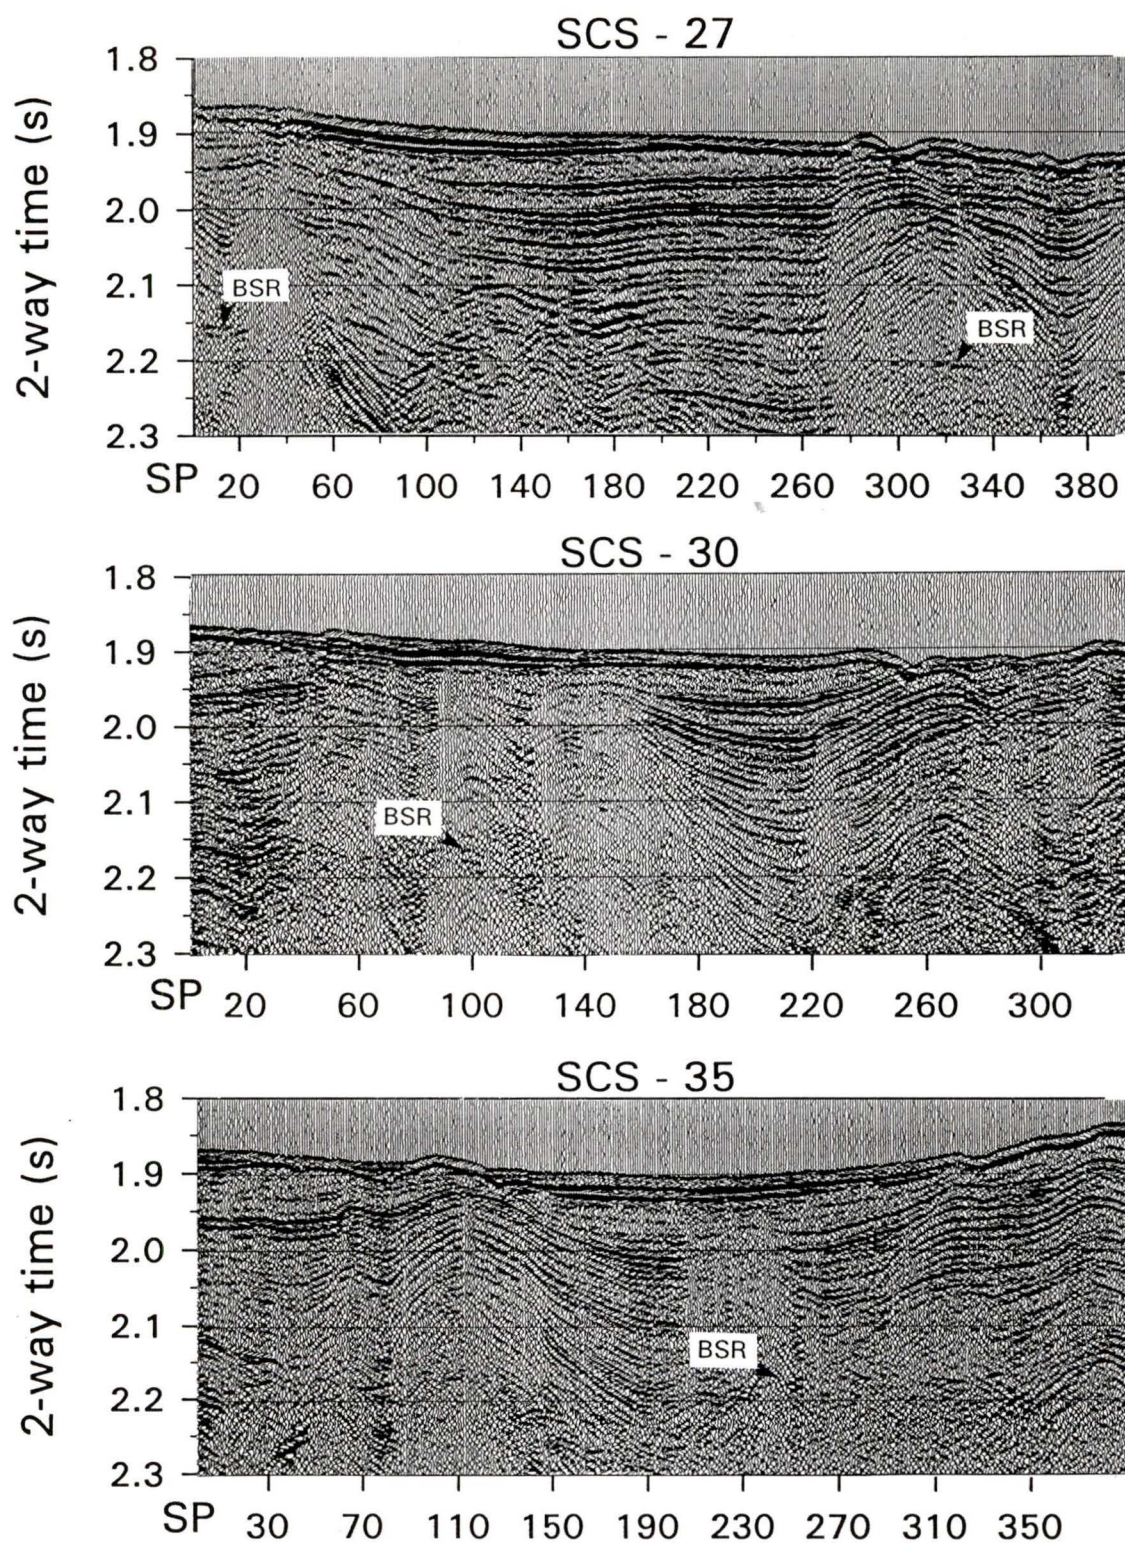 SCS - 27
2-way time (s)
1.8
1.9
2.0
2.1
2.2
2.3
BSR
BSR
SP 20 60 100 140 180 220 260 300 340 380
SCS - 30
2-way time (s)
1.8
1.9
2.0
2.1
2.2
2.3
BSR
SP 20 60 100 140 180 220 260 300
SCS - 35
2-way time (s)
1.8
1.9
2.0
2.1
2.2
2.3
BSR
SP 30 70 110 150 190 230 270 310 350